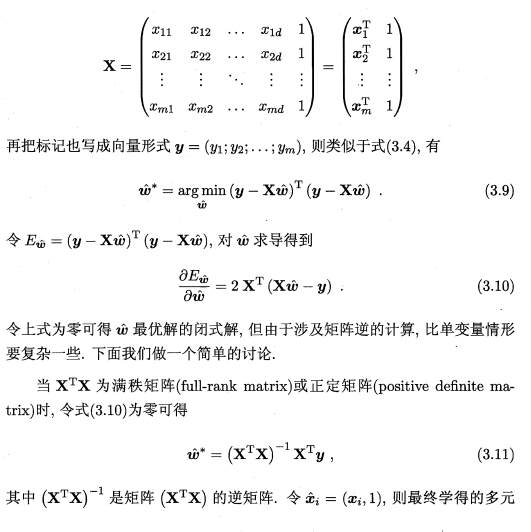 $$\mathbf{X} = \begin{pmatrix} x_{11} & x_{12} & \ldots & x_{1d} & 1 \\ x_{21} & x_{22} & \ldots & x_{2d} & 1 \\ \vdots & \vdots & \ddots & \vdots & \vdots \\ x_{m1} & x_{m2} & \ldots & x_{md} & 1 \end{pmatrix} = \begin{pmatrix} \boldsymbol{x}_1^{\mathrm{T}} & 1 \\ \boldsymbol{x}_2^{\mathrm{T}} & 1 \\ \vdots & \vdots \\ \boldsymbol{x}_m^{\mathrm{T}} & 1 \end{pmatrix} ,$$
再把标记也写成向量形式 $\boldsymbol{y} = (y_1; y_2; \ldots; y_m)$, 则类似于式(3.4), 有
$$\hat{\boldsymbol{w}}^* = \underset{\hat{\boldsymbol{w}}}{\arg\min} \, (\boldsymbol{y} - \mathbf{X}\hat{\boldsymbol{w}})^{\mathrm{T}} (\boldsymbol{y} - \mathbf{X}\hat{\boldsymbol{w}}) \ .$$ (3.9)
令 $E_{\hat{\boldsymbol{w}}} = (\boldsymbol{y} - \mathbf{X}\hat{\boldsymbol{w}})^{\mathrm{T}} (\boldsymbol{y} - \mathbf{X}\hat{\boldsymbol{w}})$, 对 $\hat{\boldsymbol{w}}$ 求导得到
$$\frac{\partial E_{\hat{\boldsymbol{w}}}}{\partial \hat{\boldsymbol{w}}} = 2\,\mathbf{X}^{\mathrm{T}} (\mathbf{X}\hat{\boldsymbol{w}} - \boldsymbol{y}) \ .$$ (3.10)
令上式为零可得 $\hat{\boldsymbol{w}}$ 最优解的闭式解, 但由于涉及矩阵逆的计算, 比单变量情形
要复杂一些. 下面我们做一个简单的讨论.
当 $\mathbf{X}^{\mathrm{T}}\mathbf{X}$ 为满秩矩阵(full-rank matrix)或正定矩阵(positive definite ma-
trix)时, 令式(3.10)为零可得
$$\hat{\boldsymbol{w}}^* = \left(\mathbf{X}^{\mathrm{T}}\mathbf{X}\right)^{-1} \mathbf{X}^{\mathrm{T}} \boldsymbol{y} \ ,$$ (3.11)
其中 $\left(\mathbf{X}^{\mathrm{T}}\mathbf{X}\right)^{-1}$ 是矩阵 $\left(\mathbf{X}^{\mathrm{T}}\mathbf{X}\right)$ 的逆矩阵. 令 $\hat{\boldsymbol{x}}_i = (\boldsymbol{x}_i, 1)$, 则最终学得的多元